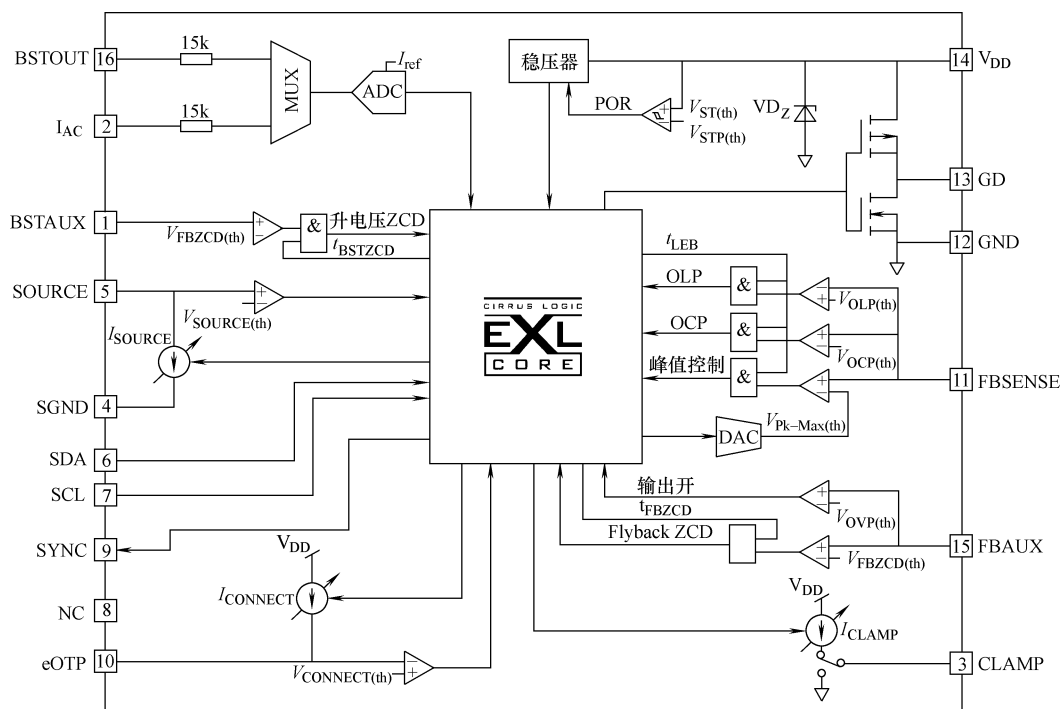 BSTOUT 16 15k
I_AC 2 15k
MUX
ADC
I_ref
稳压器
POR
V_ST(th)
V_STP(th)
VD_Z
14 V_DD
13 GD
12 GND
BSTAUX 1
V_FBZCD(th)
+
−
&
升电压ZCD
t_BSTZCD
SOURCE 5
+
−
V_SOURCE(th)
I_SOURCE
SGND 4
SDA 6
SCL 7
SYNC 9
NC 8
eOTP 10
V_DD
I_CONNECT
V_CONNECT(th)
−
+
CIRRUS LOGIC
EXL
CORE
t_LEB
OLP
&
+
−
V_OLP(th)
OCP
&
+
−
V_OCP(th)
峰值控制
&
+
−
11 FBSENSE
DAC
V_Pk–Max(th)
输出开
+
−
V_OVP(th)
t_FBZCD
Flyback ZCD
+
−
V_FBZCD(th)
15 FBAUX
V_DD
I_CLAMP
3 CLAMP